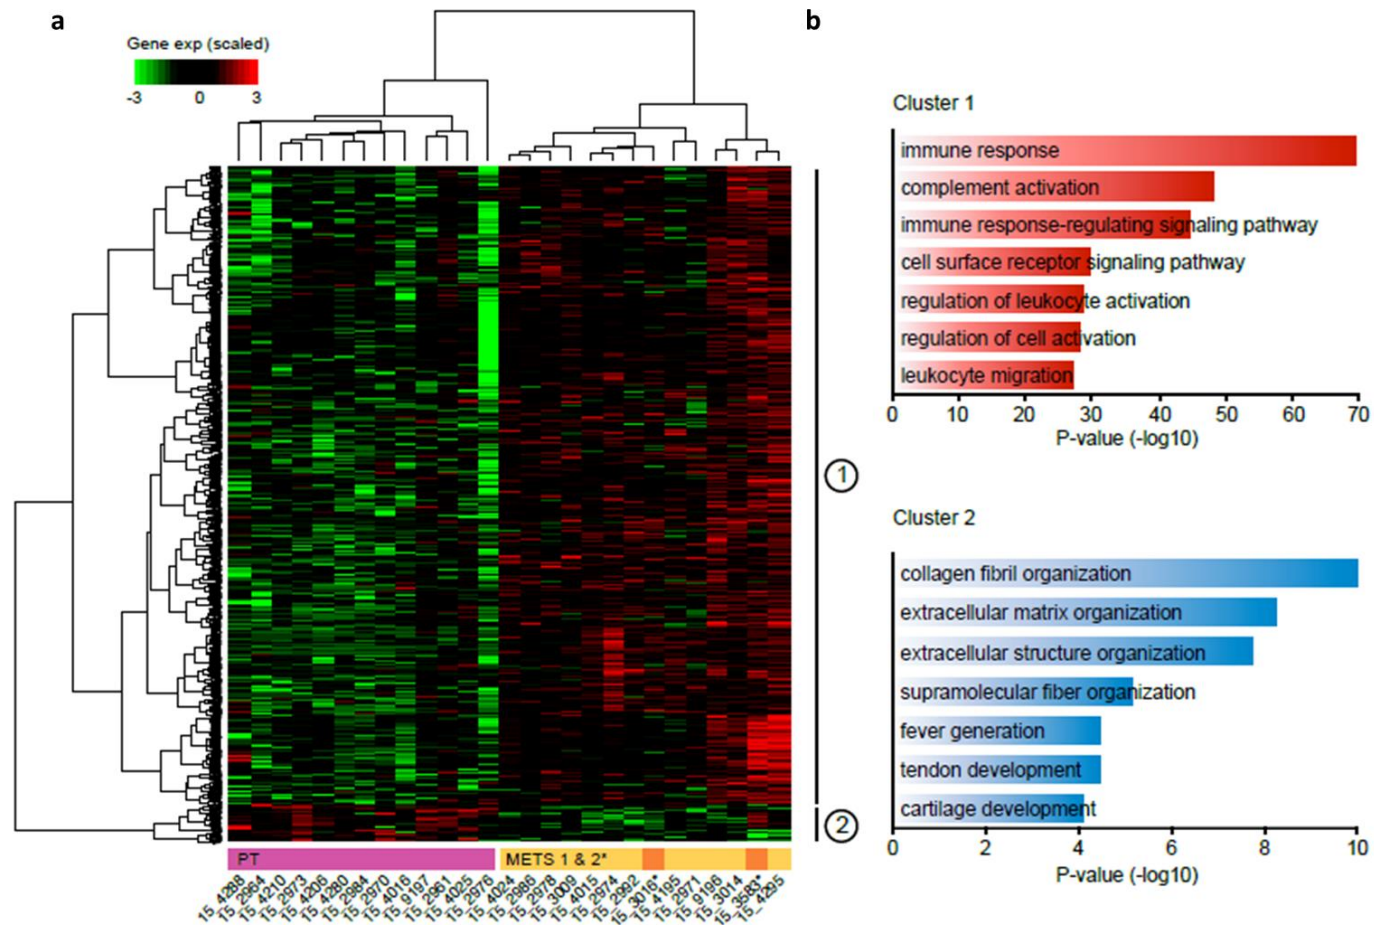 a
b
Gene exp (scaled)
-3 0 3
1
2
PT
METS 1 & 2*
15_4288
15_2964
15_4210
15_2973
15_4206
15_4280
15_2984
15_2970
15_4016
15_9197
15_2961
15_4025
15_2976
15_4024
15_2986
15_2978
15_3009
15_4015
15_2974
15_2992
15_3016*
15_4195
15_2971
15_9196
15_3014
15_3583*
15_4295
Cluster 1
immune response
complement activation
immune response-regulating signaling pathway
cell surface receptor signaling pathway
regulation of leukocyte activation
regulation of cell activation
leukocyte migration
0 10 20 30 40 50 60 70
P-value (-log10)
Cluster 2
collagen fibril organization
extracellular matrix organization
extracellular structure organization
supramolecular fiber organization
fever generation
tendon development
cartilage development
0 2 4 6 8 10
P-value (-log10)